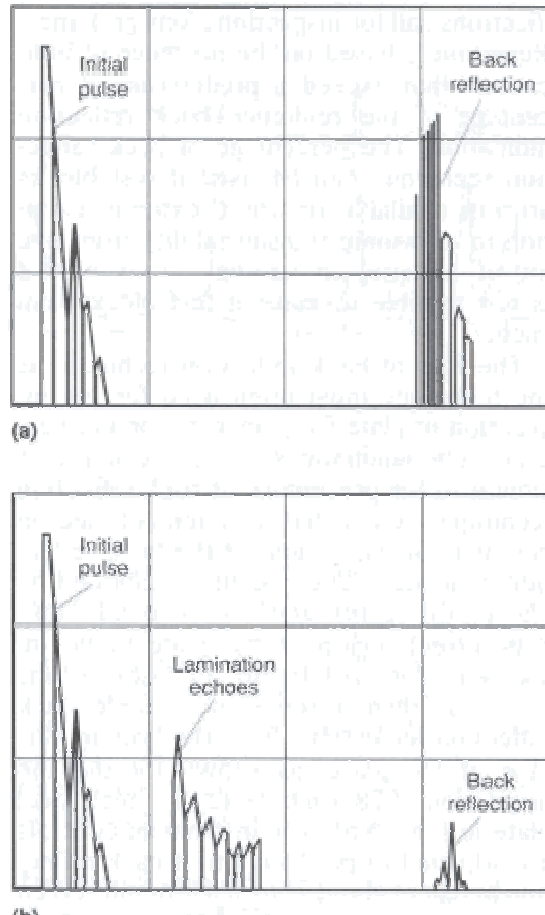 Initial
pulse
Back
reflection
(a)
Initial
pulse
Lamination
echoes
Back
reflection
(b)